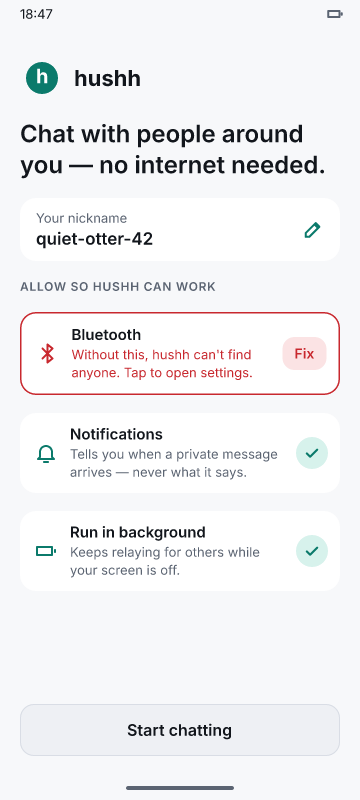 18:47
h hushh
Chat with people around
you — no internet needed.
Your nickname
quiet-otter-42
ALLOW SO HUSHH CAN WORK
Bluetooth
Without this, hushh can't find
anyone. Tap to open settings.
Fix
Notifications
Tells you when a private message
arrives — never what it says.
Run in background
Keeps relaying for others while
your screen is off.
Start chatting